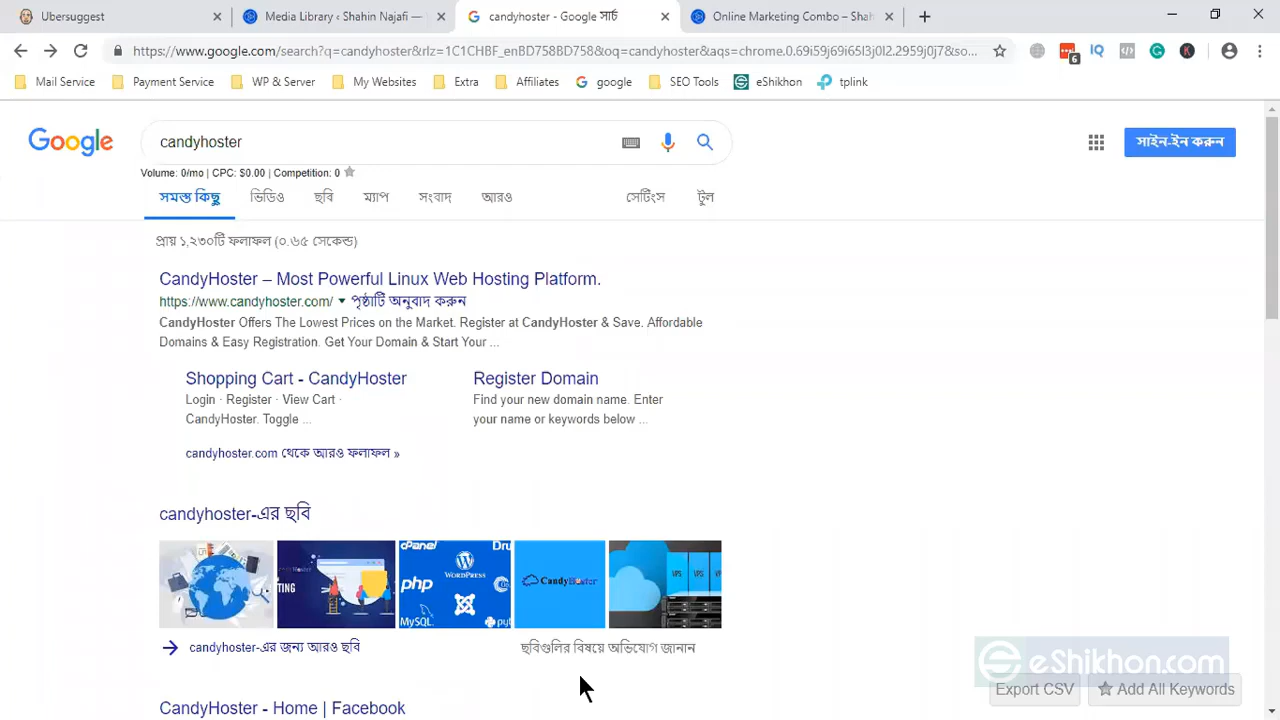 Ubersuggest
Media Library ‹ Shahin Najafi —
candyhoster - Google সার্চ
Online Marketing Combo – Shah
https://www.google.com/search?q=candyhoster&rlz=1C1CHBF_enBD758BD758&oq=candyhoster&aqs=chrome.0.69i59j69i65l3j0l2.2959j0j7&so...
6
IQ
K
Mail Service
Payment Service
WP & Server
My Websites
Extra
Affiliates
google
SEO Tools
eShikhon
tplink
Google
candyhoster
সাইন-ইন করুন
Volume: 0/mo | CPC: $0.00 | Competition: 0
সমস্ত কিছু
ভিডিও
ছবি
ম্যাপ
সংবাদ
আরও
সেটিংস
টুল
প্রায় ১,২৩০টি ফলাফল (০.৬৫ সেকেন্ড)
CandyHoster – Most Powerful Linux Web Hosting Platform.
https://www.candyhoster.com/ ▾ পৃষ্ঠাটি অনুবাদ করুন
CandyHoster Offers The Lowest Prices on the Market. Register at CandyHoster & Save. Affordable
Domains & Easy Registration. Get Your Domain & Start Your ...
Shopping Cart - CandyHoster
Login · Register · View Cart ·
CandyHoster. Toggle ...
Register Domain
Find your new domain name. Enter
your name or keywords below ...
candyhoster.com থেকে আরও ফলাফল »
candyhoster-এর ছবি
TING
cPanel
Dru
WORDPRESS
php
MySQL
CandyHoster
VPS
VPS
candyhoster-এর জন্য আরও ছবি
ছবিগুলির বিষয়ে অভিযোগ জানান
CandyHoster - Home | Facebook
eShikhon.com
Export CSV
Add All Keywords